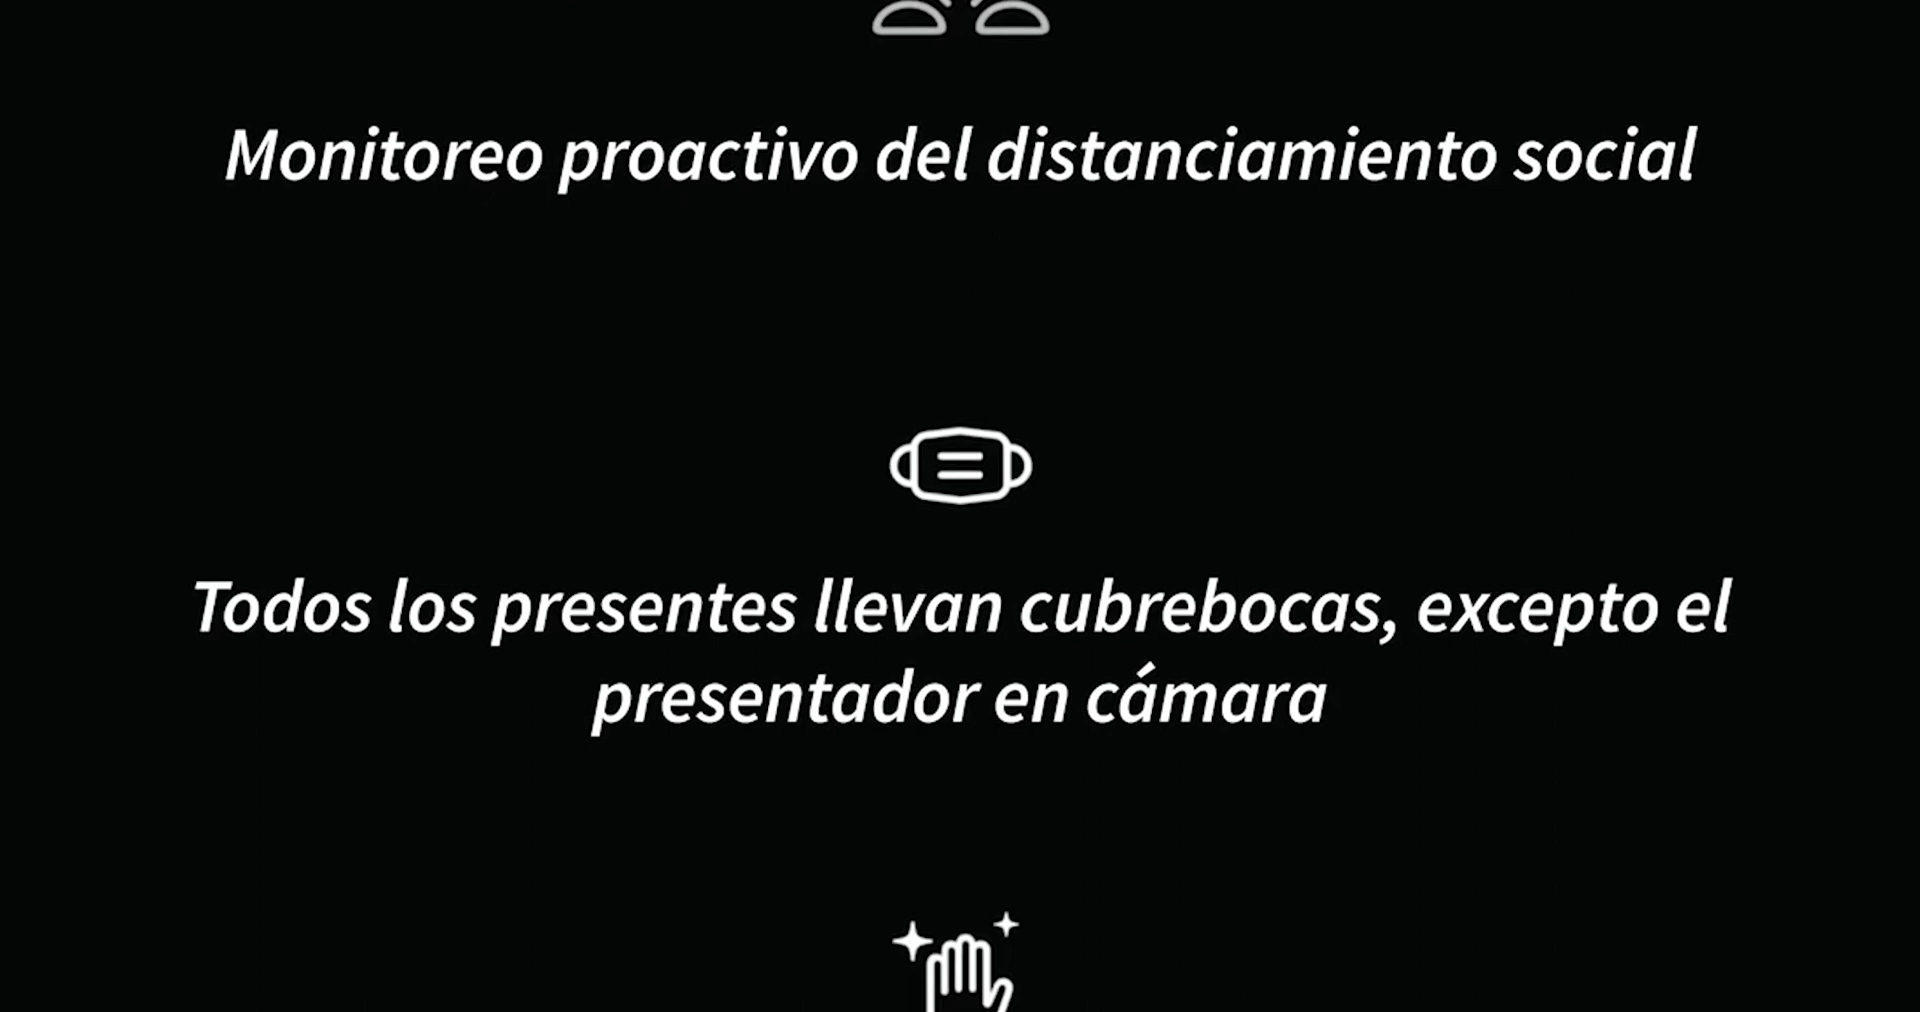 Monitoreo proactivo del distanciamiento social
Todos los presentes llevan cubrebocas, excepto el
presentador en cámara